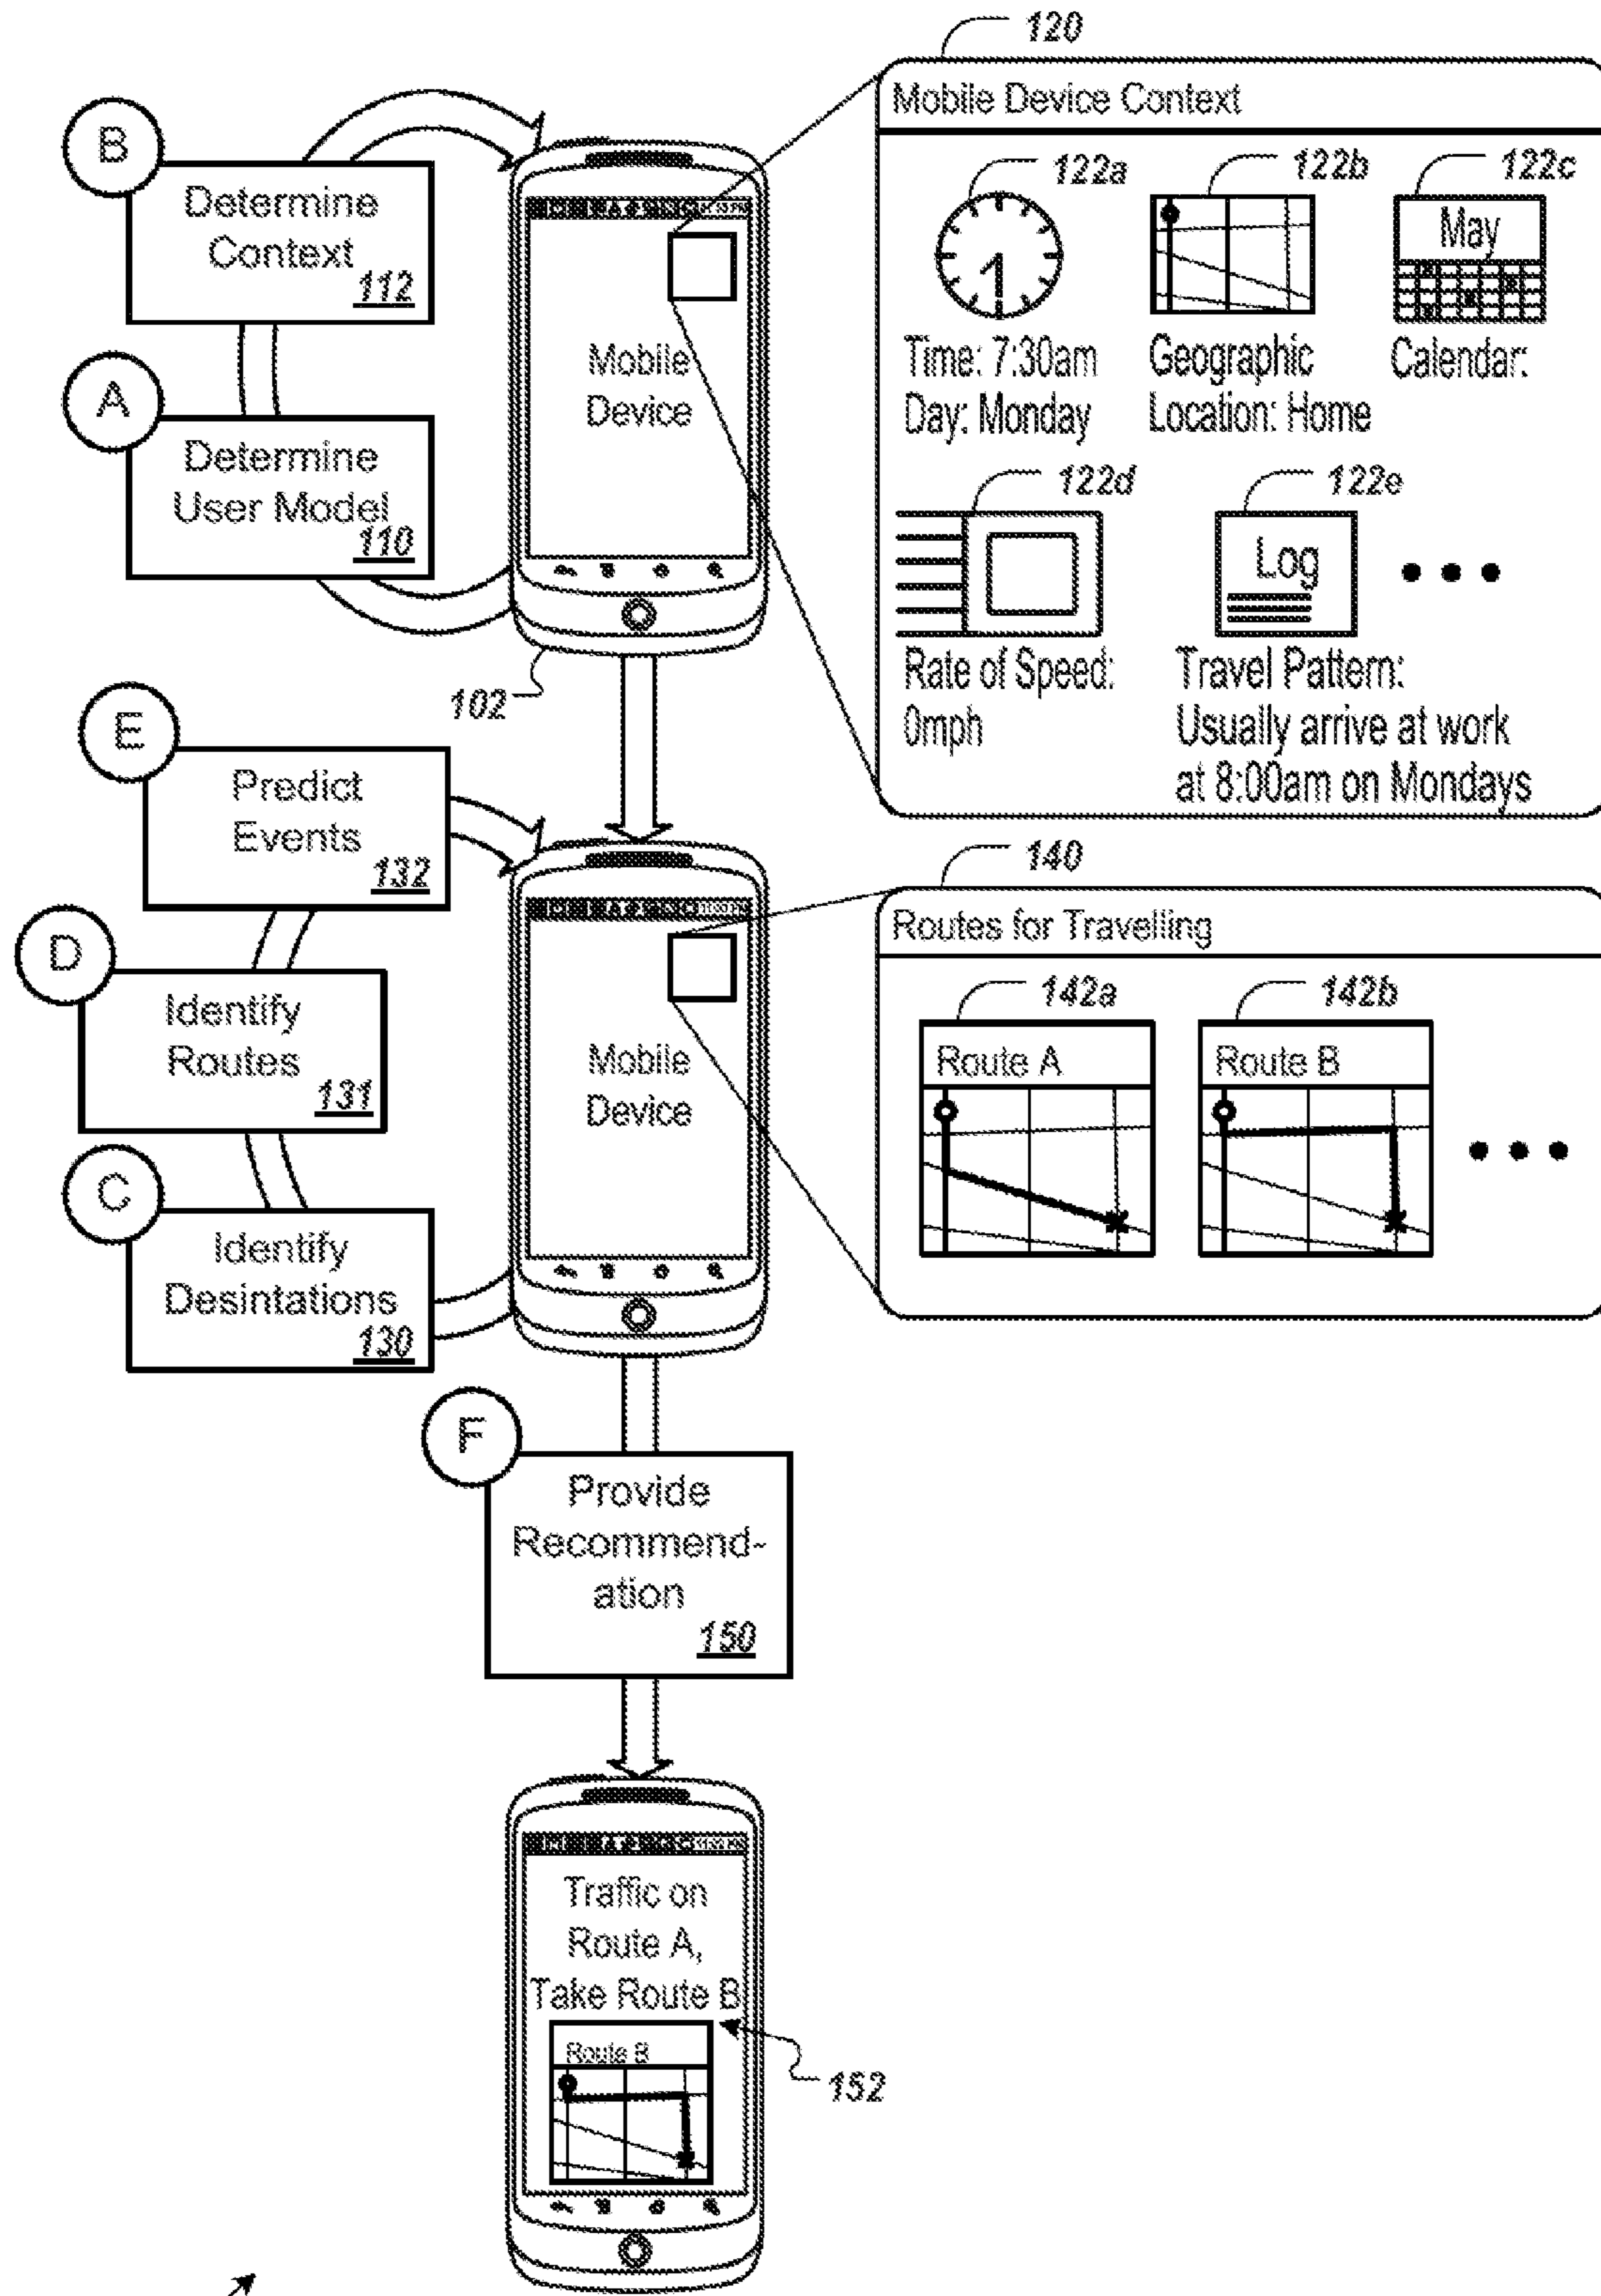 120
Mobile Device Context
122a
122b
122c
May
Time: 7:30am
Day: Monday
Geographic
Location: Home
Calendar:
122d
122e
Log
Rate of Speed:
0mph
Travel Pattern:
Usually arrive at work
at 8:00am on Mondays
B
Determine
Context
112
A
Determine
User Model
110
Mobile
Device
102
E
Predict
Events
132
D
Identify
Routes
131
C
Identify
Desintations
130
Mobile
Device
140
Routes for Travelling
142a
142b
Route A
Route B
F
Provide
Recommend-
ation
150
Traffic on
Route A,
Take Route B
Route B
152